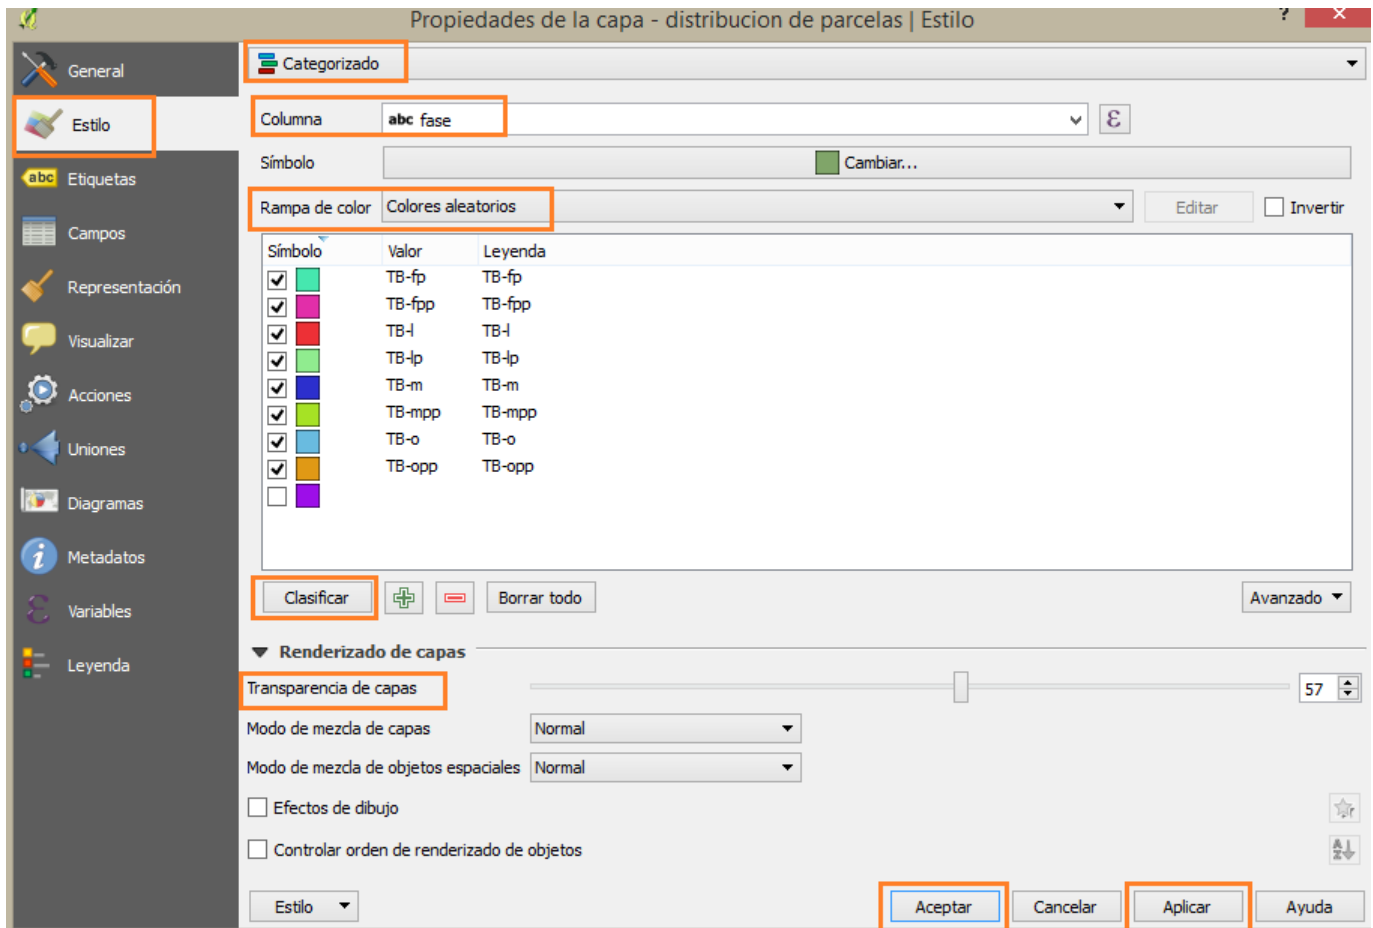 Propiedades de la capa - distribucion de parcelas | Estilo ? ×
General
Estilo
abc Etiquetas
Campos
Representación
Visualizar
Acciones
Uniones
Diagramas
Metadatos
Variables
Leyenda
Categorizado
Columna abc fase ε
Símbolo Cambiar...
Rampa de color Colores aleatorios Editar Invertir
Símbolo Valor Leyenda
TB-fp TB-fp
TB-fpp TB-fpp
TB-l TB-l
TB-lp TB-lp
TB-m TB-m
TB-mpp TB-mpp
TB-o TB-o
TB-opp TB-opp
Clasificar Borrar todo Avanzado
Renderizado de capas
Transparencia de capas 57
Modo de mezcla de capas Normal
Modo de mezcla de objetos espaciales Normal
Efectos de dibujo
Controlar orden de renderizado de objetos
Estilo Aceptar Cancelar Aplicar Ayuda